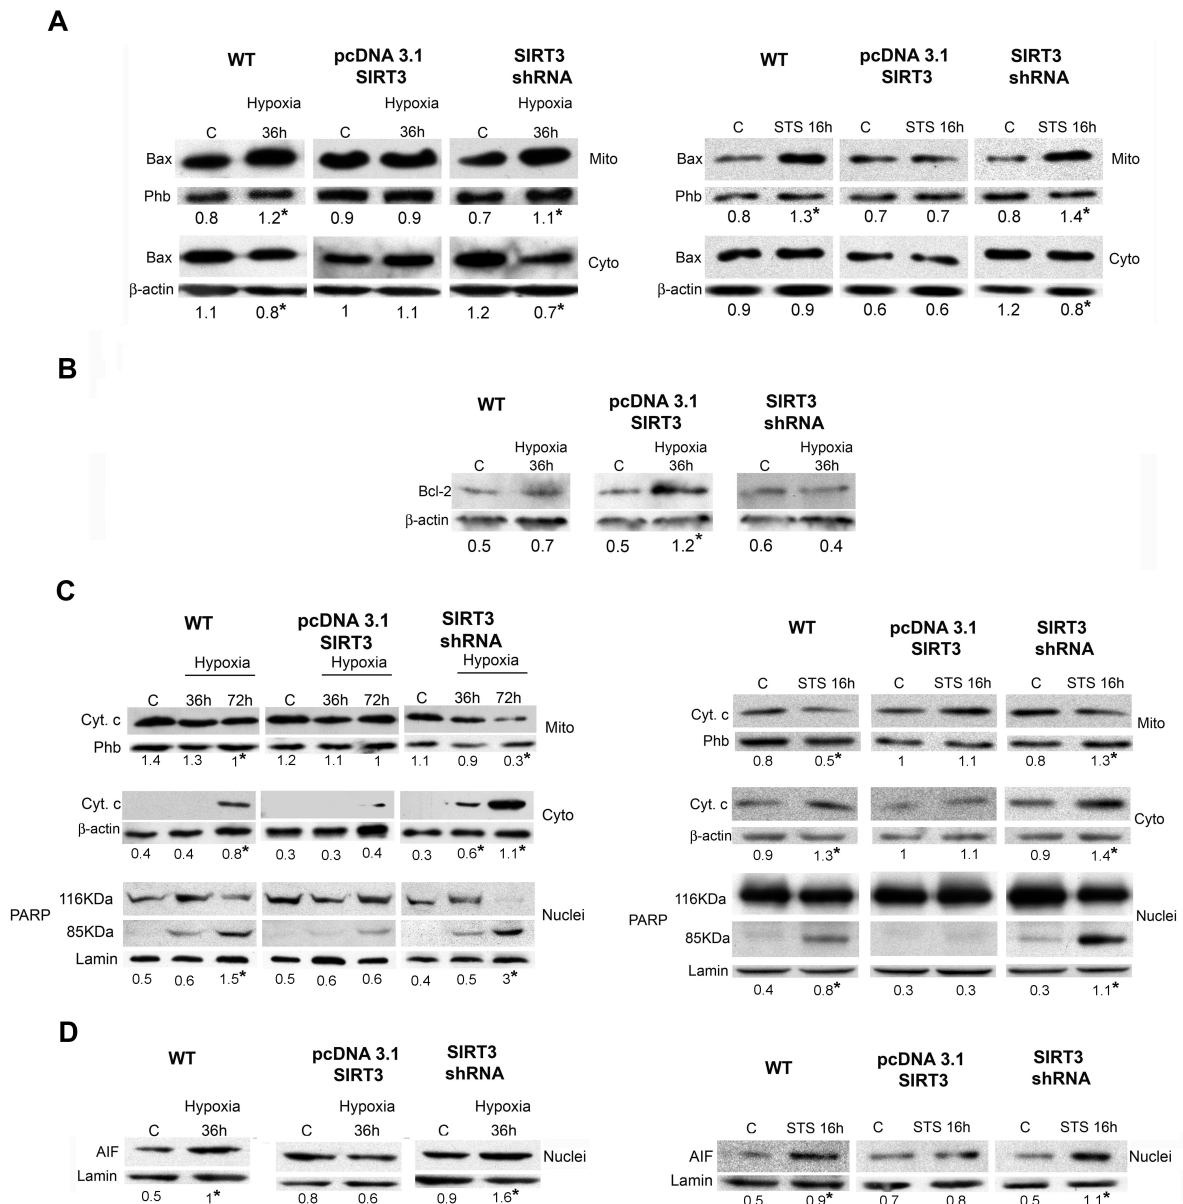 A
WT pcDNA 3.1 SIRT3
SIRT3 shRNA
Hypoxia Hypoxia Hypoxia
C 36h C 36h C 36h
Bax Mito
Phb
0.8 1.2* 0.9 0.9 0.7 1.1*
Bax Cyto
β-actin
1.1 0.8* 1 1.1 1.2 0.7*
WT pcDNA 3.1 SIRT3
SIRT3 shRNA
C STS 16h C STS 16h C STS 16h
Bax Mito
Phb
0.8 1.3* 0.7 0.7 0.8 1.4*
Bax Cyto
β-actin
0.9 0.9 0.6 0.6 1.2 0.8*
B
WT pcDNA 3.1 SIRT3
SIRT3 shRNA
Hypoxia Hypoxia Hypoxia
C 36h C 36h C 36h
Bcl-2
β-actin
0.5 0.7 0.5 1.2* 0.6 0.4
C
WT pcDNA 3.1 SIRT3
SIRT3 shRNA
Hypoxia Hypoxia Hypoxia
C 36h 72h C 36h 72h C 36h 72h
Cyt. c Mito
Phb
1.4 1.3 1* 1.2 1.1 1 1.1 0.9 0.3*
Cyt. c Cyto
β-actin
0.4 0.4 0.8* 0.3 0.3 0.4 0.3 0.6* 1.1*
PARP 116KDa Nuclei
85KDa
Lamin
0.5 0.6 1.5* 0.5 0.6 0.6 0.4 0.5 3*
WT pcDNA 3.1 SIRT3
SIRT3 shRNA
C STS 16h C STS 16h C STS 16h
Cyt. c Mito
Phb
0.8 0.5* 1 1.1 0.8 1.3*
Cyt. c Cyto
β-actin
0.9 1.3* 1 1.1 0.9 1.4*
PARP 116KDa Nuclei
85KDa
Lamin
0.4 0.8* 0.3 0.3 0.3 1.1*
D
WT pcDNA 3.1 SIRT3
SIRT3 shRNA
Hypoxia Hypoxia Hypoxia
C 36h C 36h C 36h
AIF Nuclei
Lamin
0.5 1* 0.8 0.6 0.9 1.6*
WT pcDNA 3.1 SIRT3
SIRT3 shRNA
C STS 16h C STS 16h C STS 16h
AIF Nuclei
Lamin
0.5 0.9* 0.7 0.8 0.5 1.1*